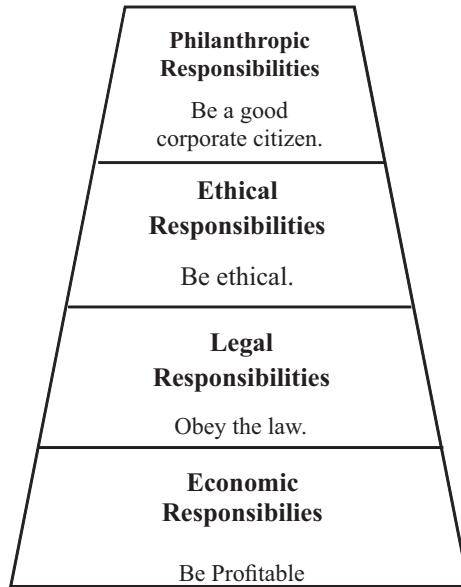 Philanthropic
Responsibilities
Be a good
corporate citizen.
Ethical
Responsibilities
Be ethical.
Legal
Responsibilities
Obey the law.
Economic
Responsibilies
Be Profitable